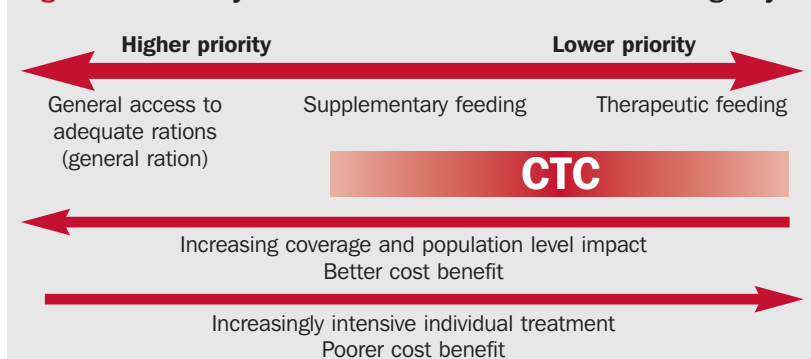 Higher priority Lower priority
General access to adequate rations (general ration)
Supplementary feeding
Therapeutic feeding
CTC
Increasing coverage and population level impact
Better cost benefit
Increasingly intensive individual treatment
Poorer cost benefit